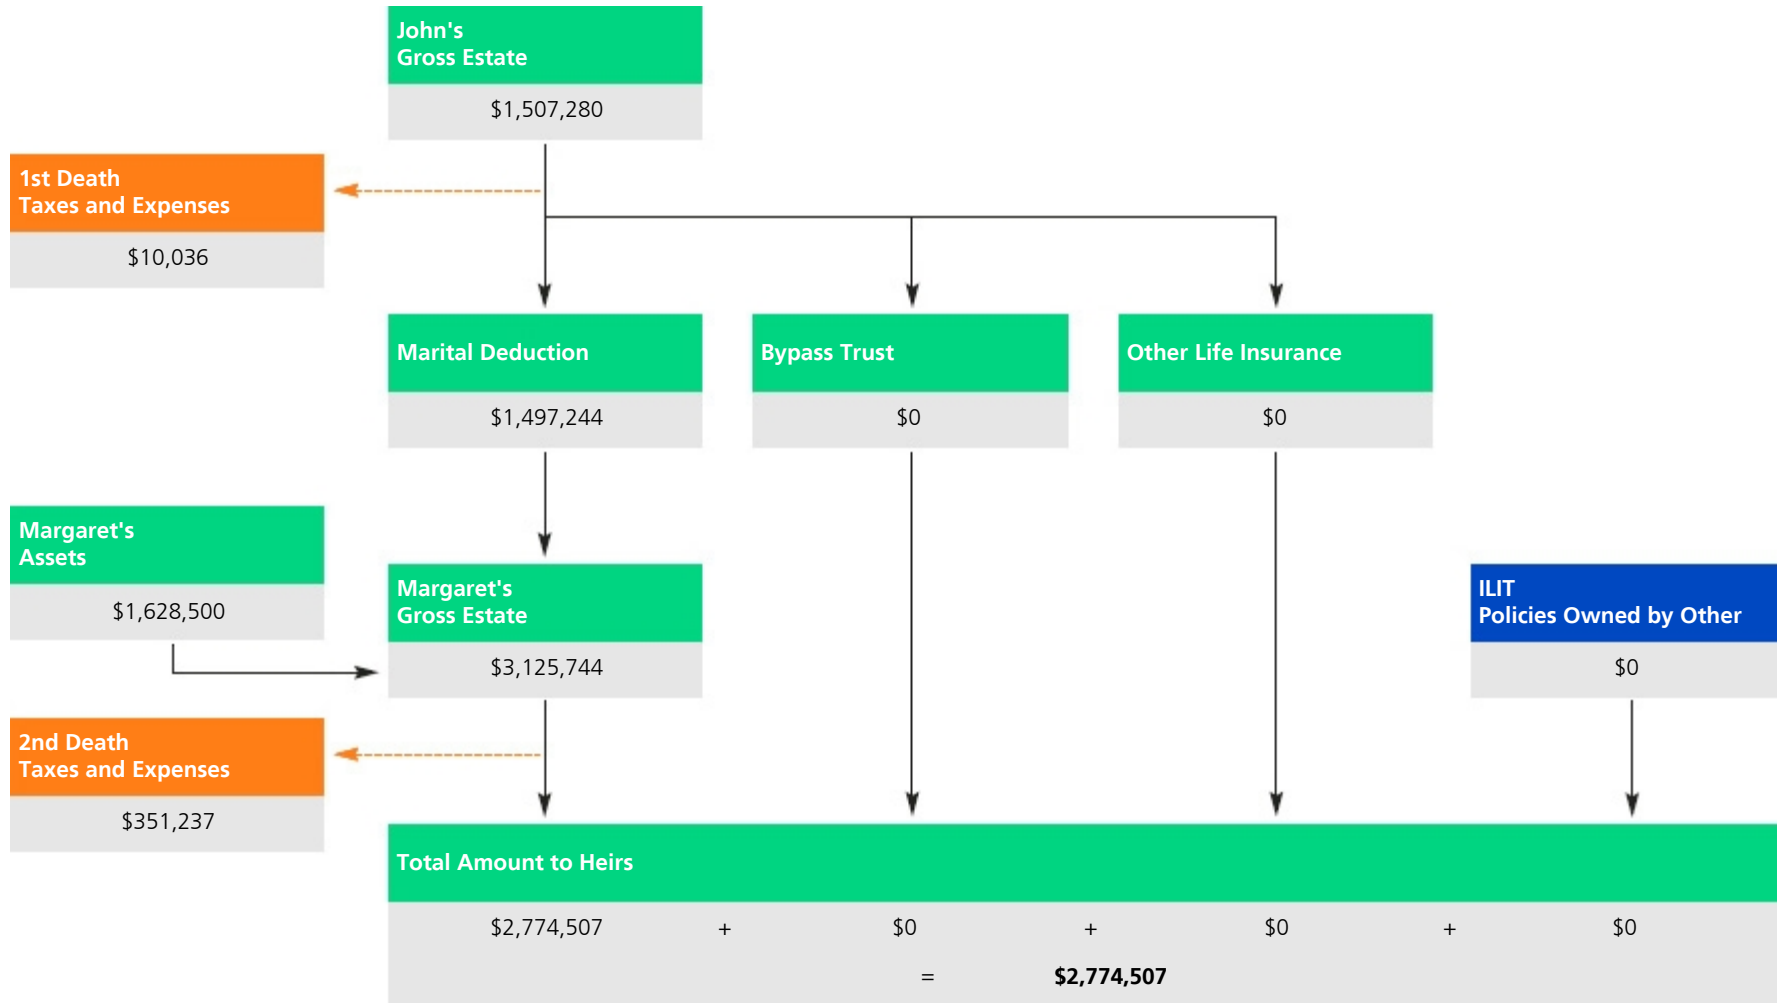 John's
Gross Estate
$1,507,280
1st Death
Taxes and Expenses
$10,036
Marital Deduction
$1,497,244
Bypass Trust
$0
Other Life Insurance
$0
Margaret's
Assets
$1,628,500
Margaret's
Gross Estate
$3,125,744
ILIT
Policies Owned by Other
$0
2nd Death
Taxes and Expenses
$351,237
Total Amount to Heirs
$2,774,507 + $0 + $0 + $0
= $2,774,507